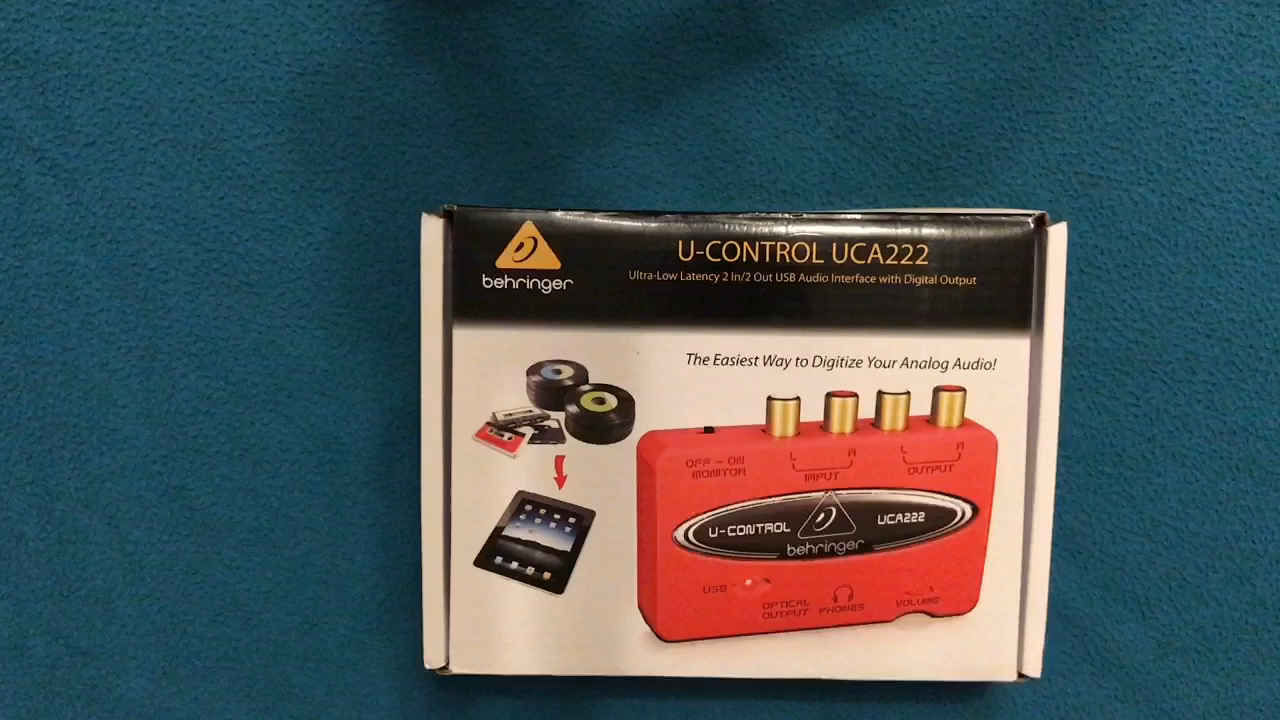 behringer
U-CONTROL UCA222
Ultra-Low Latency 2 In/2 Out USB Audio Interface with Digital Output
The Easiest Way to Digitize Your Analog Audio!
OFF - ON
MONITOR
L R
INPUT
L R
OUTPUT
U-CONTROL
UCA222
behringer
USB
OPTICAL
OUTPUT
PHONES
VOLUME